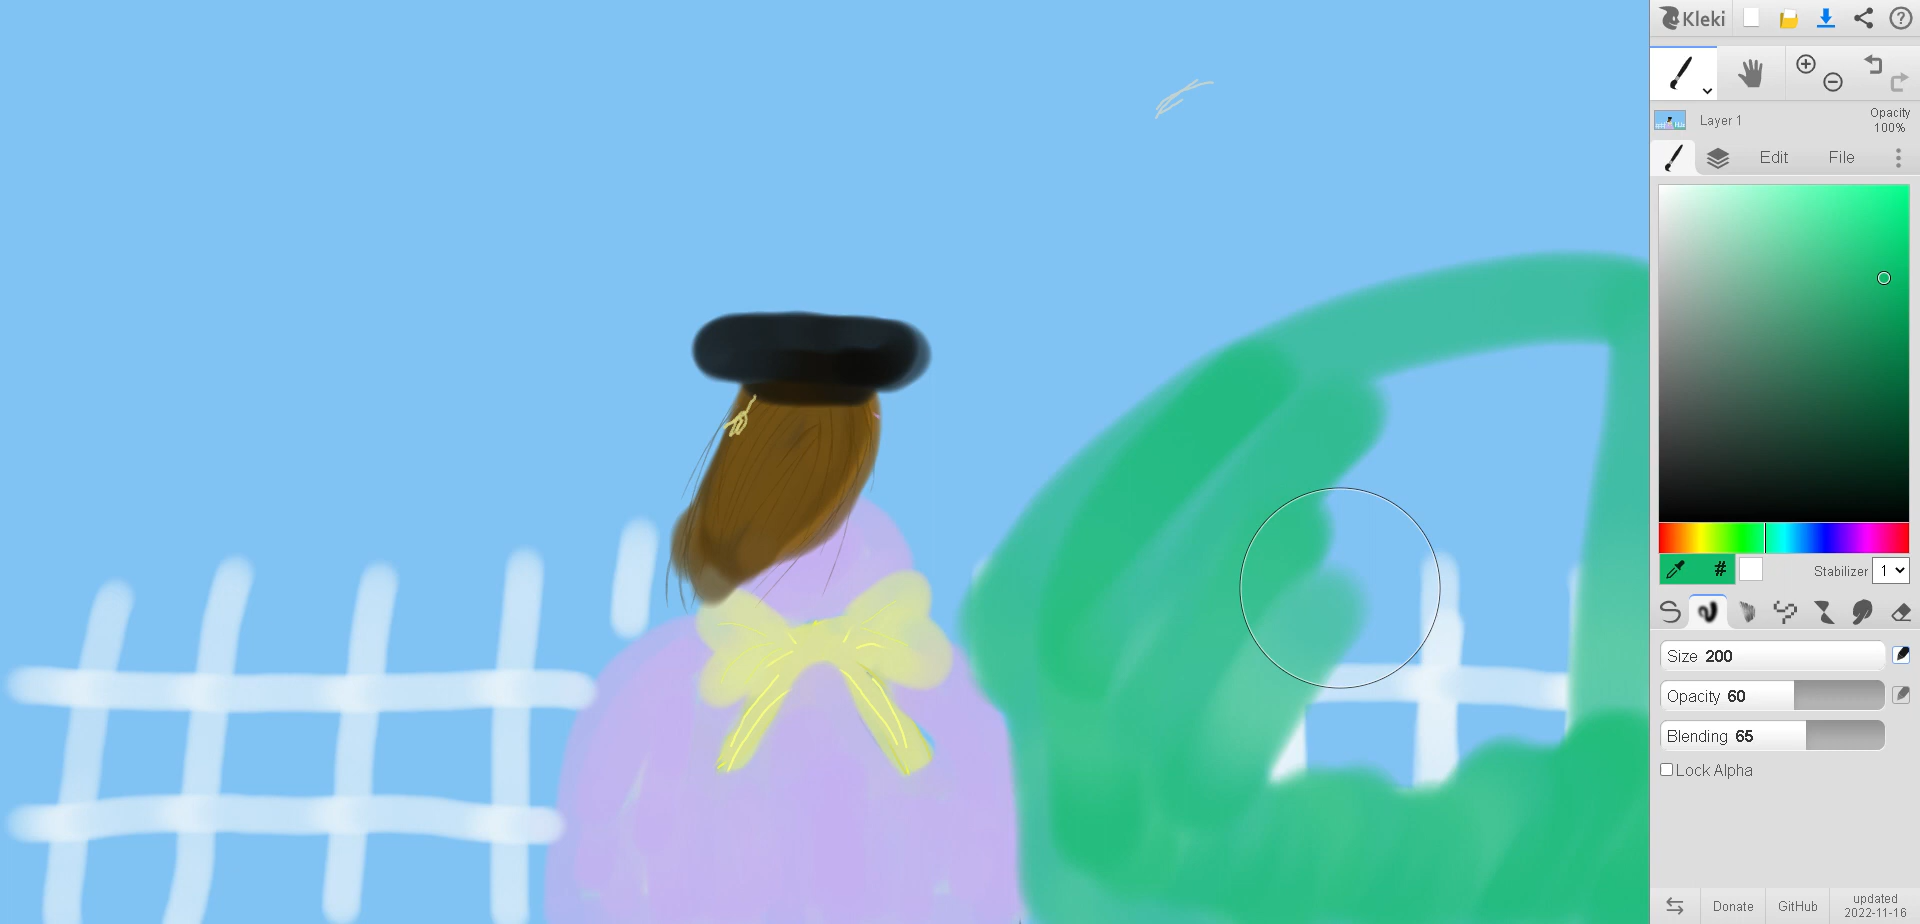 Kleki
Layer 1
Opacity
100%
Edit
File
#
Stabilizer 1
Size 200
Opacity 60
Blending 65
Lock Alpha
Donate
GitHub
updated
2022-11-16